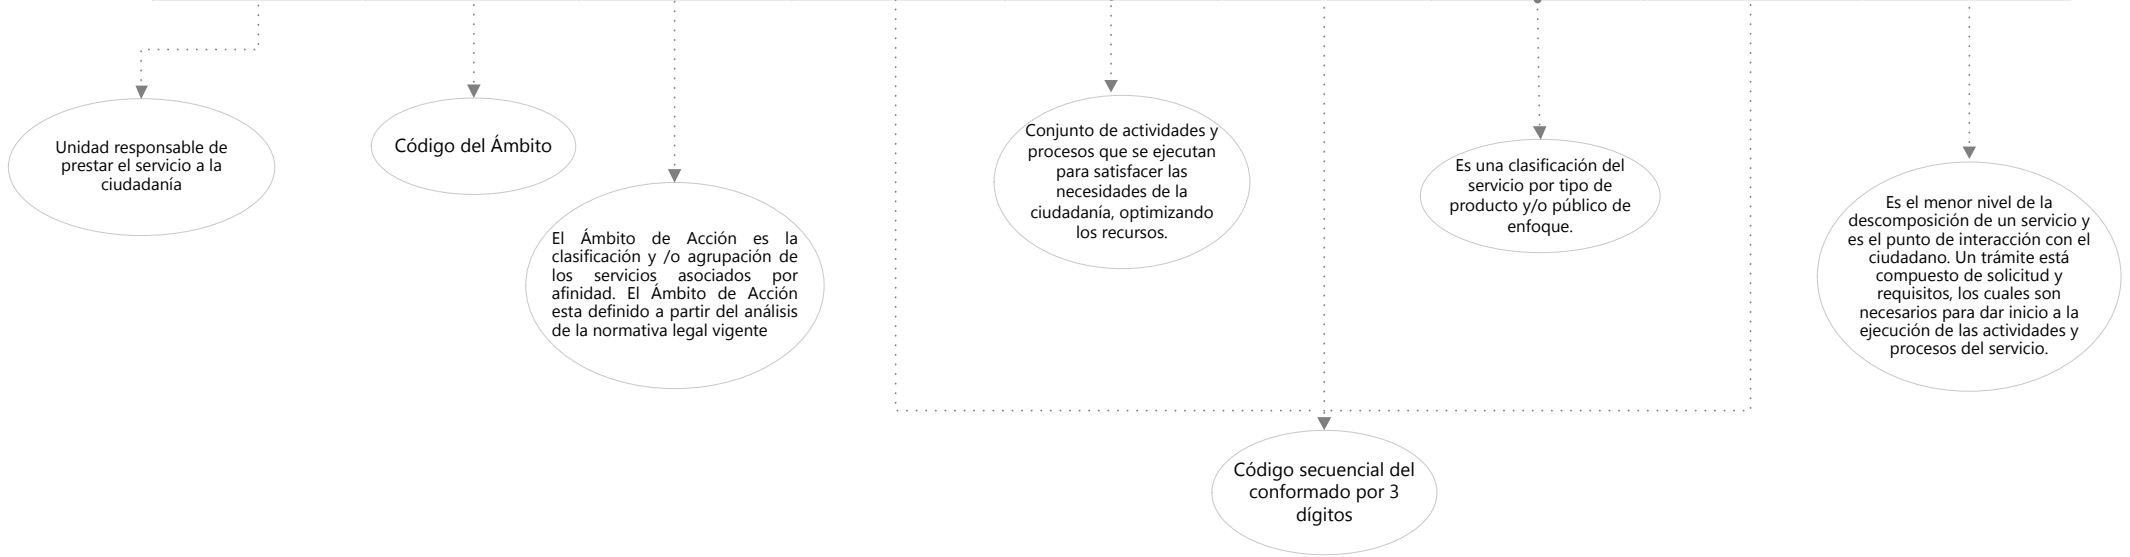 Unidad responsable de
prestar el servicio a la
ciudadanía
Código del Ámbito
El Ámbito de Acción es la
clasificación y /o agrupación de
los servicios asociados por
afinidad. El Ámbito de Acción
esta definido a partir del análisis
de la normativa legal vigente
Conjunto de actividades y
procesos que se ejecutan
para satisfacer las
necesidades de la
ciudadanía, optimizando
los recursos.
Es una clasificación del
servicio por tipo de
producto y/o público de
enfoque.
Es el menor nivel de la
descomposición de un servicio y
es el punto de interacción con el
ciudadano. Un trámite está
compuesto de solicitud y
requisitos, los cuales son
necesarios para dar inicio a la
ejecución de las actividades y
procesos del servicio.
Código secuencial del
conformado por 3
dígitos